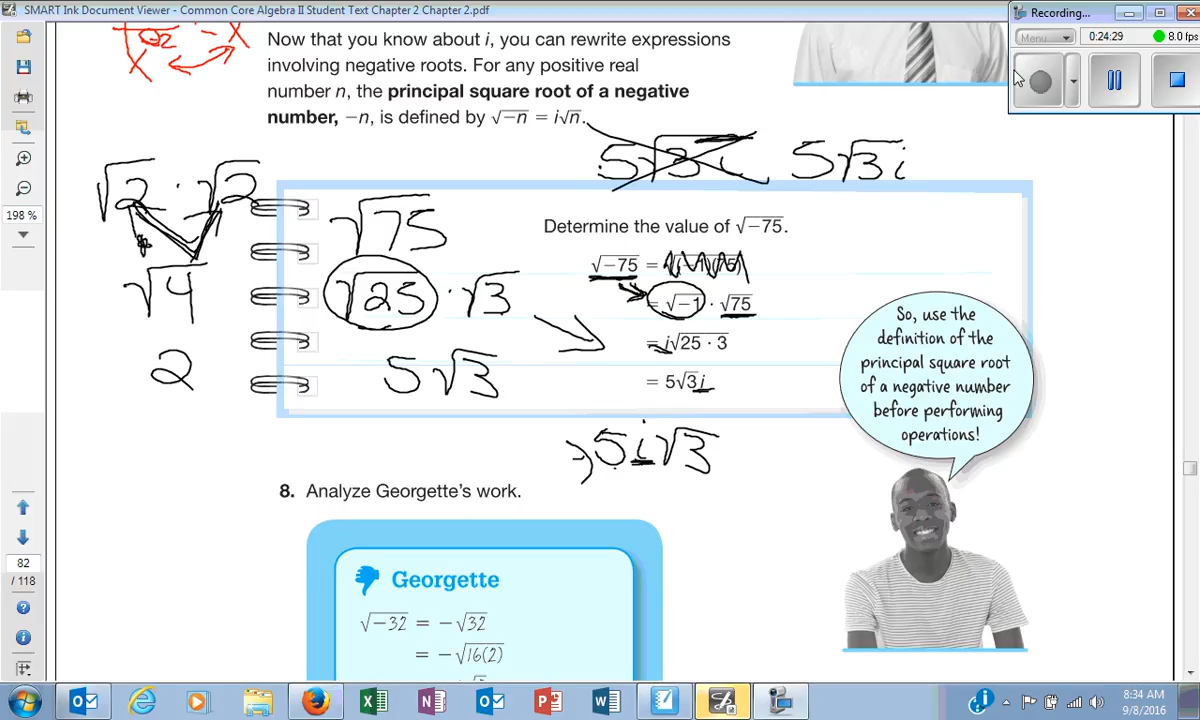 SMART Ink Document Viewer - Common Core Algebra II Student Text Chapter 2 Chapter 2.pdf
Recording...
Menu
0:24:29
8.0 fps
Now that you know about i, you can rewrite expressions
involving negative roots. For any positive real
number n, the principal square root of a negative
number, −n, is defined by √−n = i√n.
5√3 i
5√3 i
√2 · √2
√4
2
√75
√25 · √3
5√3
Determine the value of √−75.
√−75 =
= √−1 · √75
= i√25 · 3
= 5√3i
5i√3
So, use the
definition of the
principal square root
of a negative number
before performing
operations!
8. Analyze Georgette's work.
Georgette
√−32 = −√32
= −√16(2)
198 %
82
/ 118
8:34 AM
9/8/2016